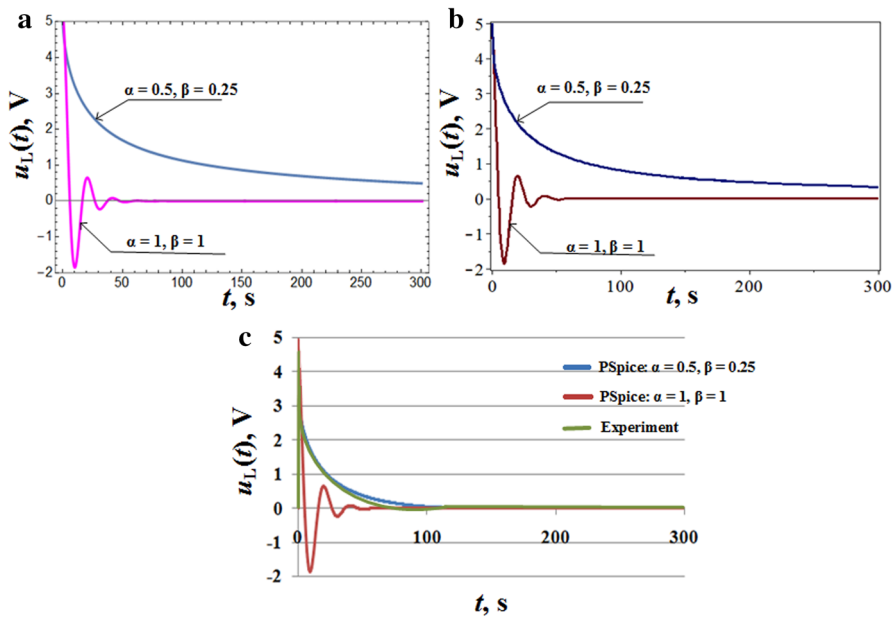 a
5
4
3
2
1
0
−1
−2
u_L(t), V
α = 0.5, β = 0.25
α = 1, β = 1
0 50 100 150 200 250 300
t, s
b
5
4
3
2
1
0
-1
-2
u_L(t), V
α = 0.5, β = 0.25
α = 1, β = 1
0 100 200 300
t, s
c
5
4
3
2
1
0
-1
-2
u_L(t), V
PSpice: α = 0.5, β = 0.25
PSpice: α = 1, β = 1
Experiment
0 100 200 300
t, s